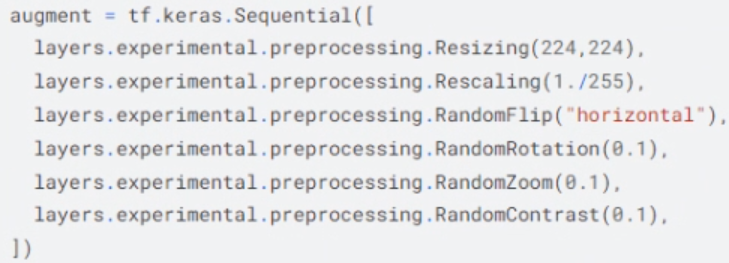 augment = tf.keras.Sequential([
  layers.experimental.preprocessing.Resizing(224,224),
  layers.experimental.preprocessing.Rescaling(1./255),
  layers.experimental.preprocessing.RandomFlip("horizontal"),
  layers.experimental.preprocessing.RandomRotation(0.1),
  layers.experimental.preprocessing.RandomZoom(0.1),
  layers.experimental.preprocessing.RandomContrast(0.1),
])